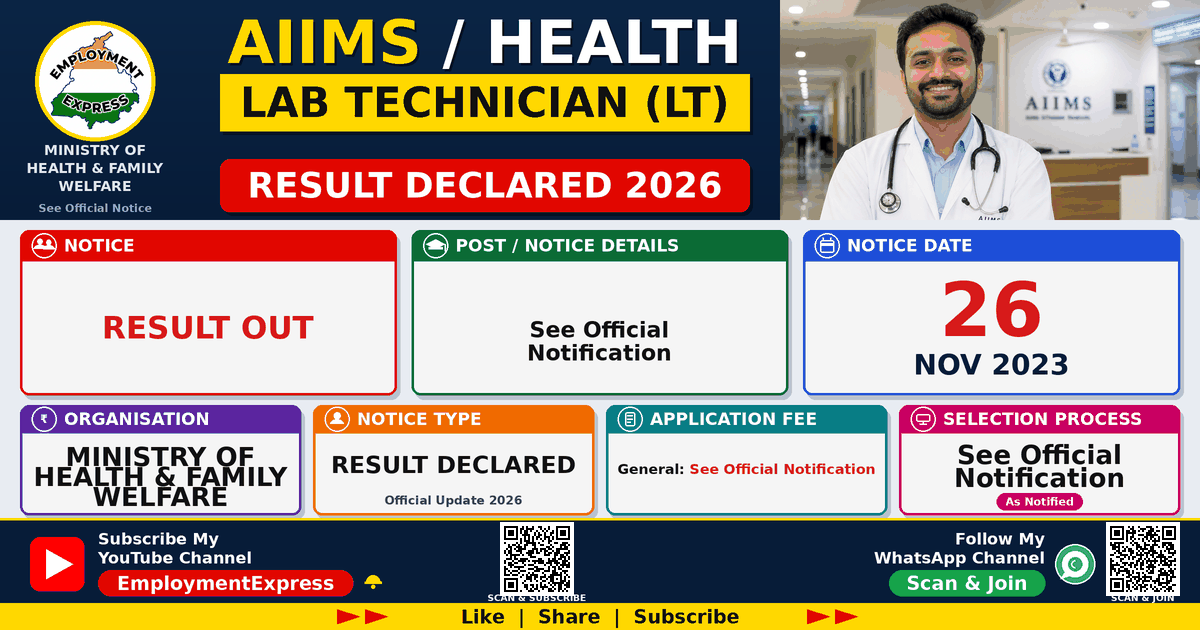 EMPLOYMENT
EXPRESS
MINISTRY OF
HEALTH & FAMILY
WELFARE
See Official Notice
AIIMS / HEALTH
LAB TECHNICIAN (LT)
RESULT DECLARED 2026
AIIMS
AIIMS
NOTICE
RESULT OUT
POST / NOTICE DETAILS
See Official
Notification
NOTICE DATE
26
NOV 2023
₹ ORGANISATION
MINISTRY OF
HEALTH & FAMILY
WELFARE
NOTICE TYPE
RESULT DECLARED
Official Update 2026
APPLICATION FEE
General: See Official Notification
SELECTION PROCESS
See Official
Notification
As Notified
Subscribe My
YouTube Channel
EmploymentExpress
SCAN & SUBSCRIBE
Follow My
WhatsApp Channel
Scan & Join
SCAN & JOIN
Like | Share | Subscribe